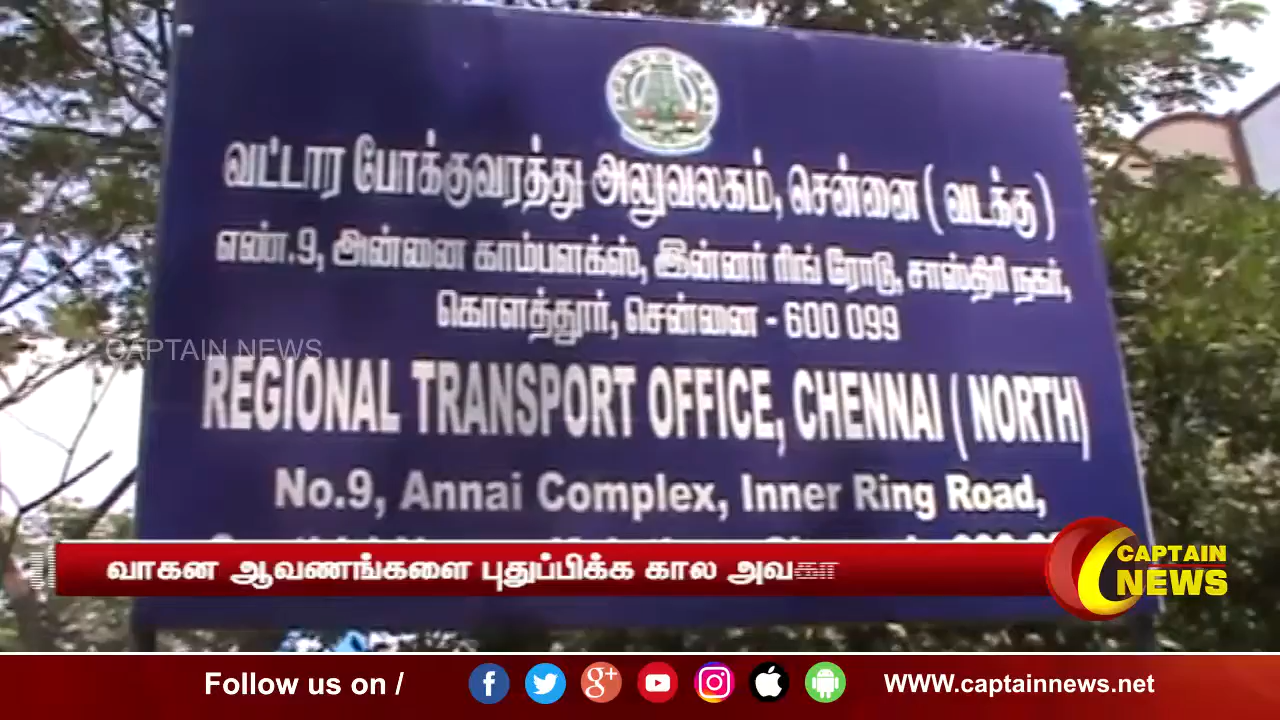 வட்டார போக்குவரத்து அலுவலகம், சென்னை ( வடக்கு )
எண்.9, அன்னை காம்பளக்ஸ், இன்னர் ரிங் ரோடு, சாஸ்திரி நகர்,
கொளத்தூர், சென்னை - 600 099
CAPTAIN NEWS
REGIONAL TRANSPORT OFFICE, CHENNAI ( NORTH )
No.9, Annai Complex, Inner Ring Road,
வாகன ஆவணங்களை புதுப்பிக்க கால அவகா
CAPTAIN
NEWS
Follow us on /
WWW.captainnews.net